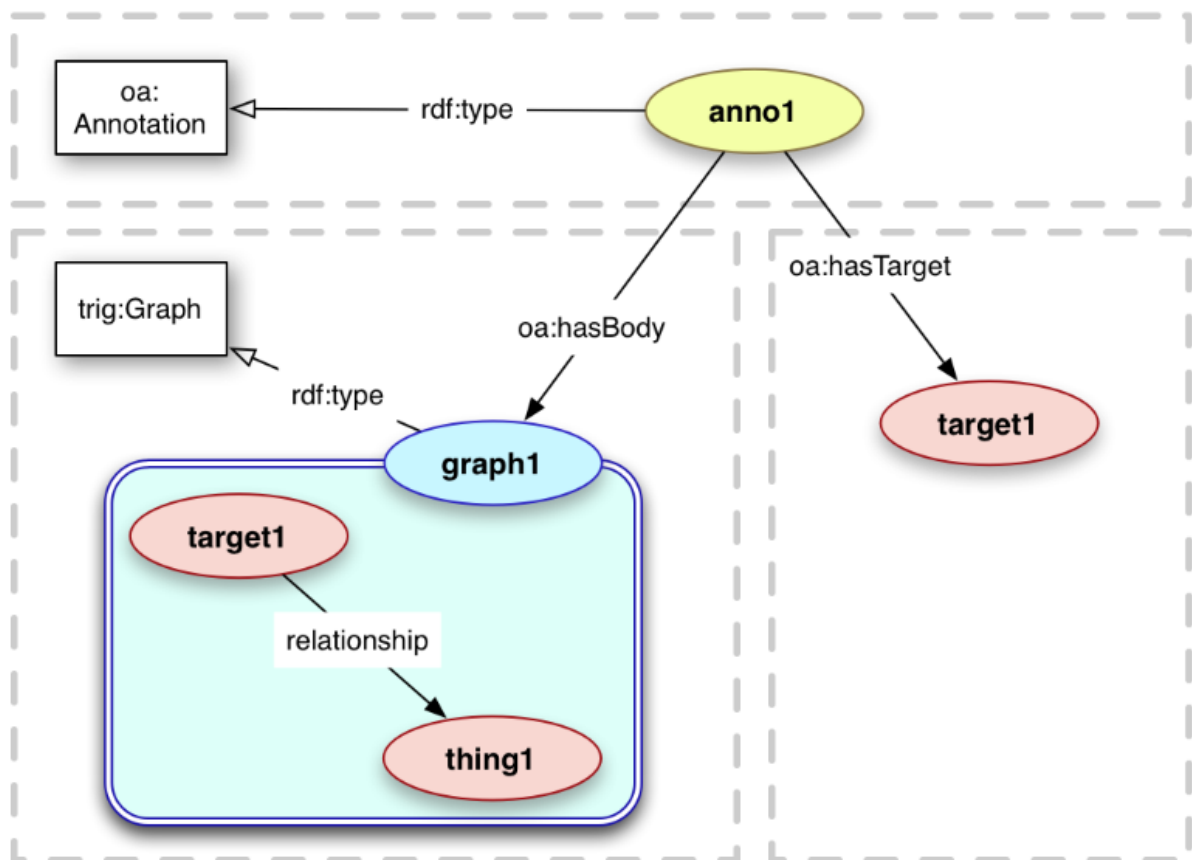 oa:
Annotation
rdf:type
anno1
oa:hasTarget
trig:Graph
oa:hasBody
rdf:type
target1
graph1
target1
relationship
thing1